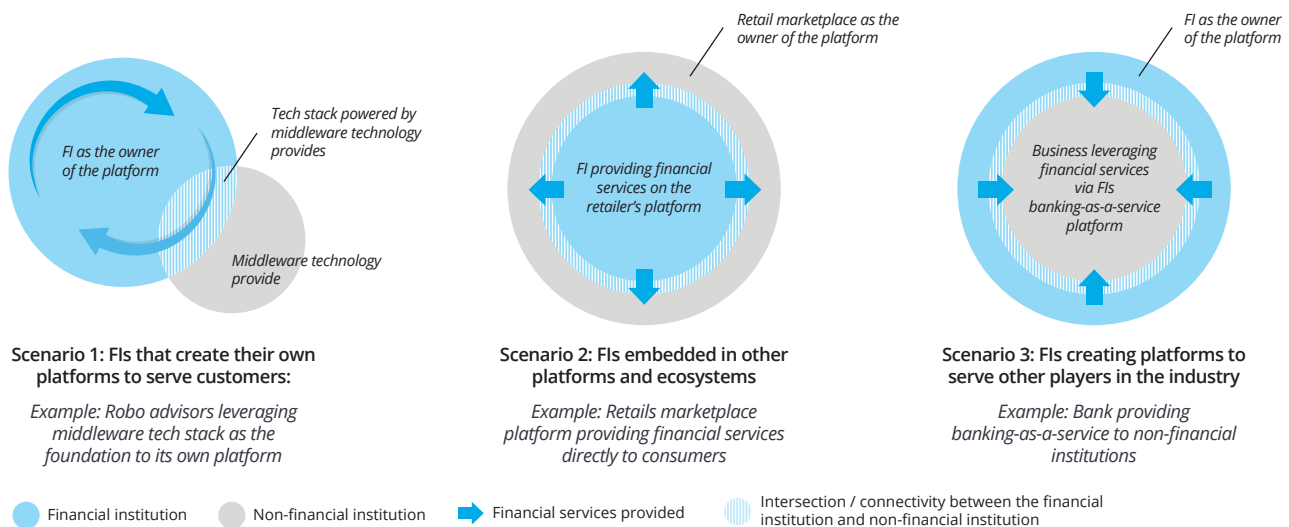 FI as the owner
of the platform
Tech stack powered by
middleware technology
provides
Middleware technology
provide
Scenario 1: FIs that create their own
platforms to serve customers:
Example: Robo advisors leveraging
middleware tech stack as the
foundation to its own platform
Retail marketplace as the
owner of the platform
FI providing financial
services on the
retailer's platform
Scenario 2: FIs embedded in other
platforms and ecosystems
Example: Retails marketplace
platform providing financial services
directly to consumers
FI as the owner
of the platform
Business leveraging
financial services
via FIs
banking-as-a-service
platform
Scenario 3: FIs creating platforms to
serve other players in the industry
Example: Bank providing
banking-as-a-service to non-financial
institutions
Financial institution
Non-financial institution
Financial services provided
Intersection / connectivity between the financial
institution and non-financial institution